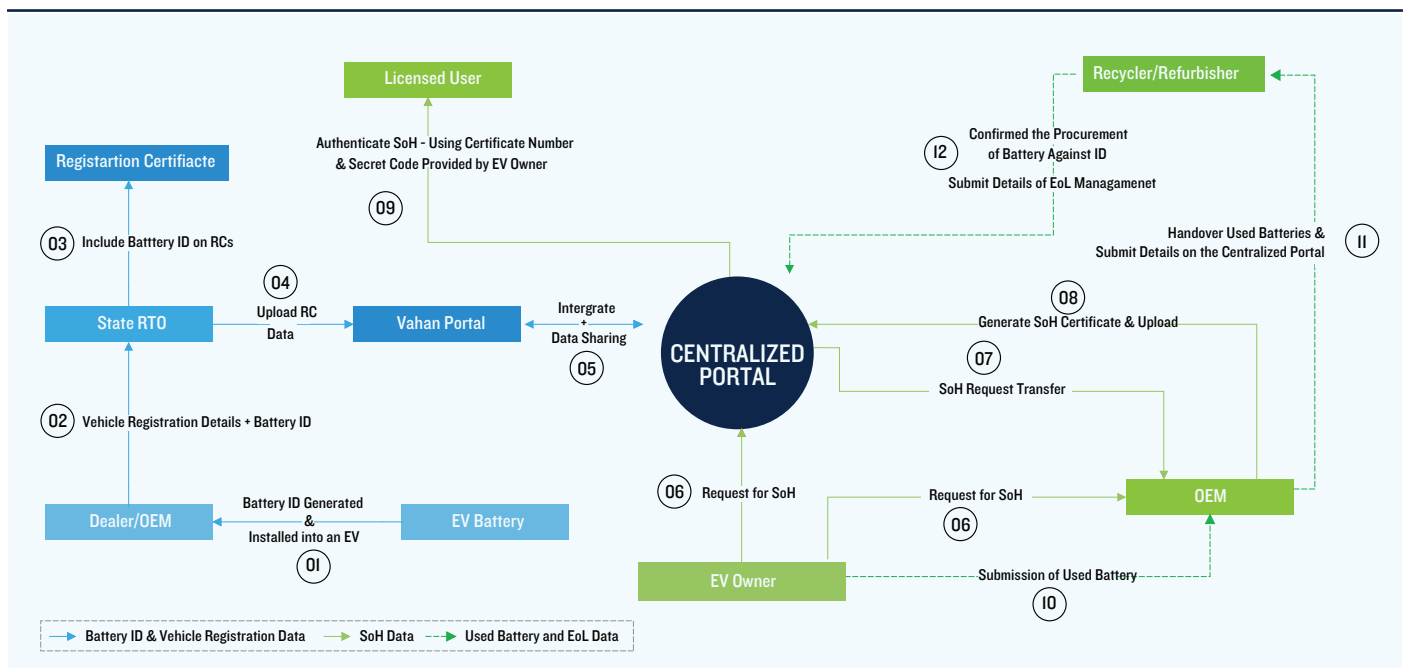 Licensed User
Recycler/Refurbisher
Authenticate SoH - Using Certificate Number
& Secret Code Provided by EV Owner
09
12
Confirmed the Procurement
of Battery Against ID
Submit Details of EoL Managamenet
Registartion Certifiacte
03
Include Batttery ID on RCs
Handover Used Batteries &
Submit Details on the Centralized Portal
11
04
Upload RC
Data
State RTO
Vahan Portal
Intergrate
+
Data Sharing
05
CENTRALIZED
PORTAL
08
Generate SoH Certificate & Upload
07
SoH Request Transfer
02
Vehicle Registration Details + Battery ID
06
Request for SoH
Request for SoH
06
OEM
Dealer/OEM
Battery ID Generated
&
Installed into an EV
01
EV Battery
EV Owner
Submission of Used Battery
10
Battery ID & Vehicle Registration Data
SoH Data
Used Battery and EoL Data